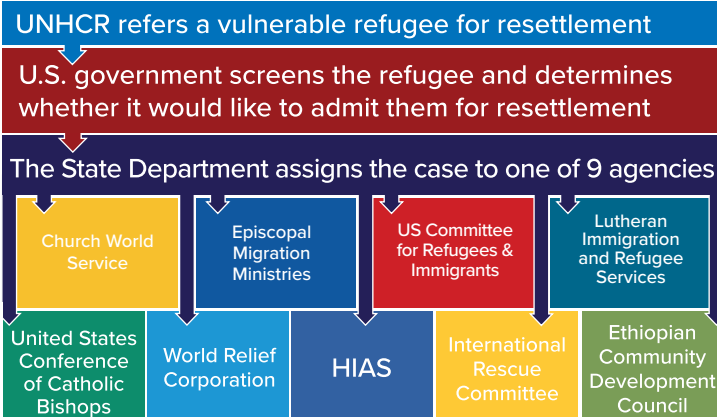 UNHCR refers a vulnerable refugee for resettlement
U.S. government screens the refugee and determines
whether it would like to admit them for resettlement
The State Department assigns the case to one of 9 agencies
Church World
Service
Episcopal
Migration
Ministries
US Committee
for Refugees &
Immigrants
Lutheran
Immigration
and Refugee
Services
United States
Conference
of Catholic
Bishops
World Relief
Corporation
HIAS
International
Rescue
Committee
Ethiopian
Community
Development
Council